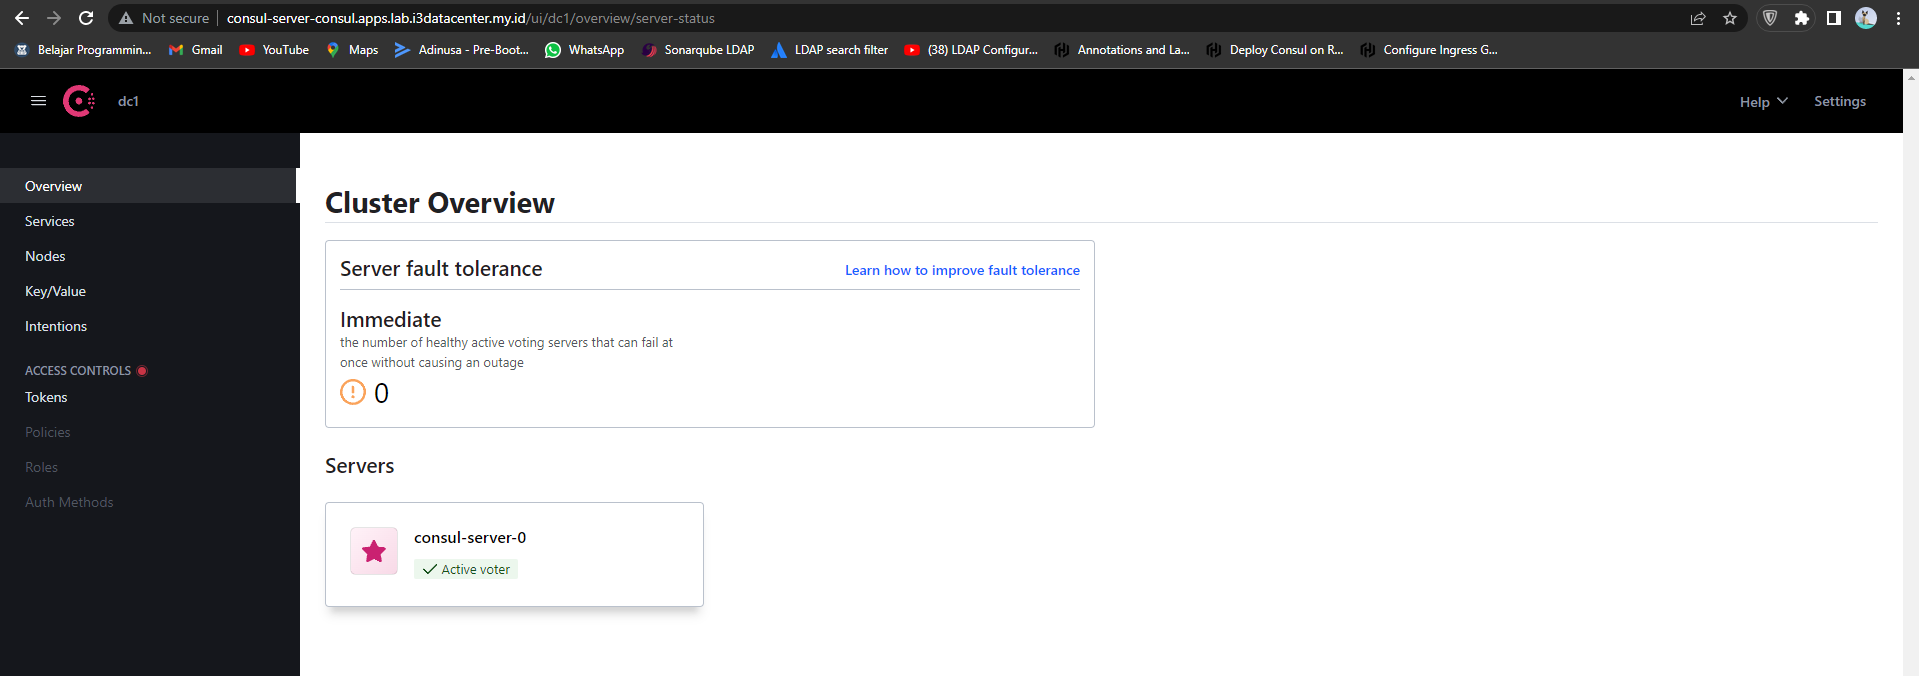 Not secure consul-server-consul.apps.lab.i3datacenter.my.id/ui/dc1/overview/server-status
Belajar Programmin... Gmail YouTube Maps Adinusa - Pre-Boot... WhatsApp Sonarqube LDAP LDAP search filter (38) LDAP Configur... Annotations and La... Deploy Consul on R... Configure Ingress G...
dc1 Help Settings
Overview
Services
Nodes
Key/Value
Intentions
ACCESS CONTROLS
Tokens
Policies
Roles
Auth Methods
Cluster Overview
Server fault tolerance Learn how to improve fault tolerance
Immediate
the number of healthy active voting servers that can fail at
once without causing an outage
0
Servers
consul-server-0
Active voter